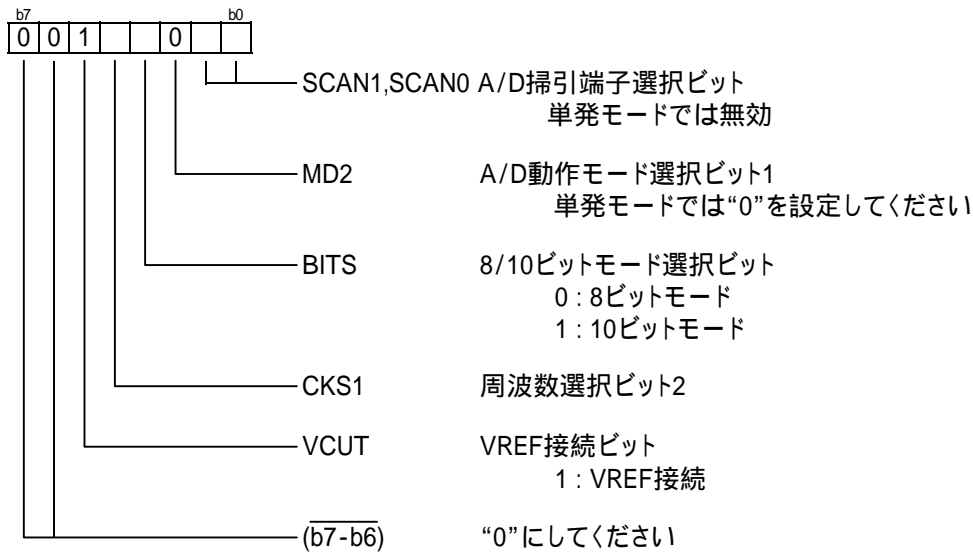 b7 b0
0 0 1 0
SCAN1,SCAN0 A/D掃引端子選択ビット
単発モードでは無効
MD2 A/D動作モード選択ビット1
単発モードでは“0”を設定してください
BITS 8/10ビットモード選択ビット
0 : 8ビットモード
1 : 10ビットモード
CKS1 周波数選択ビット2
VCUT VREF接続ビット
1 : VREF接続
(b7-b6) “0”にしてください